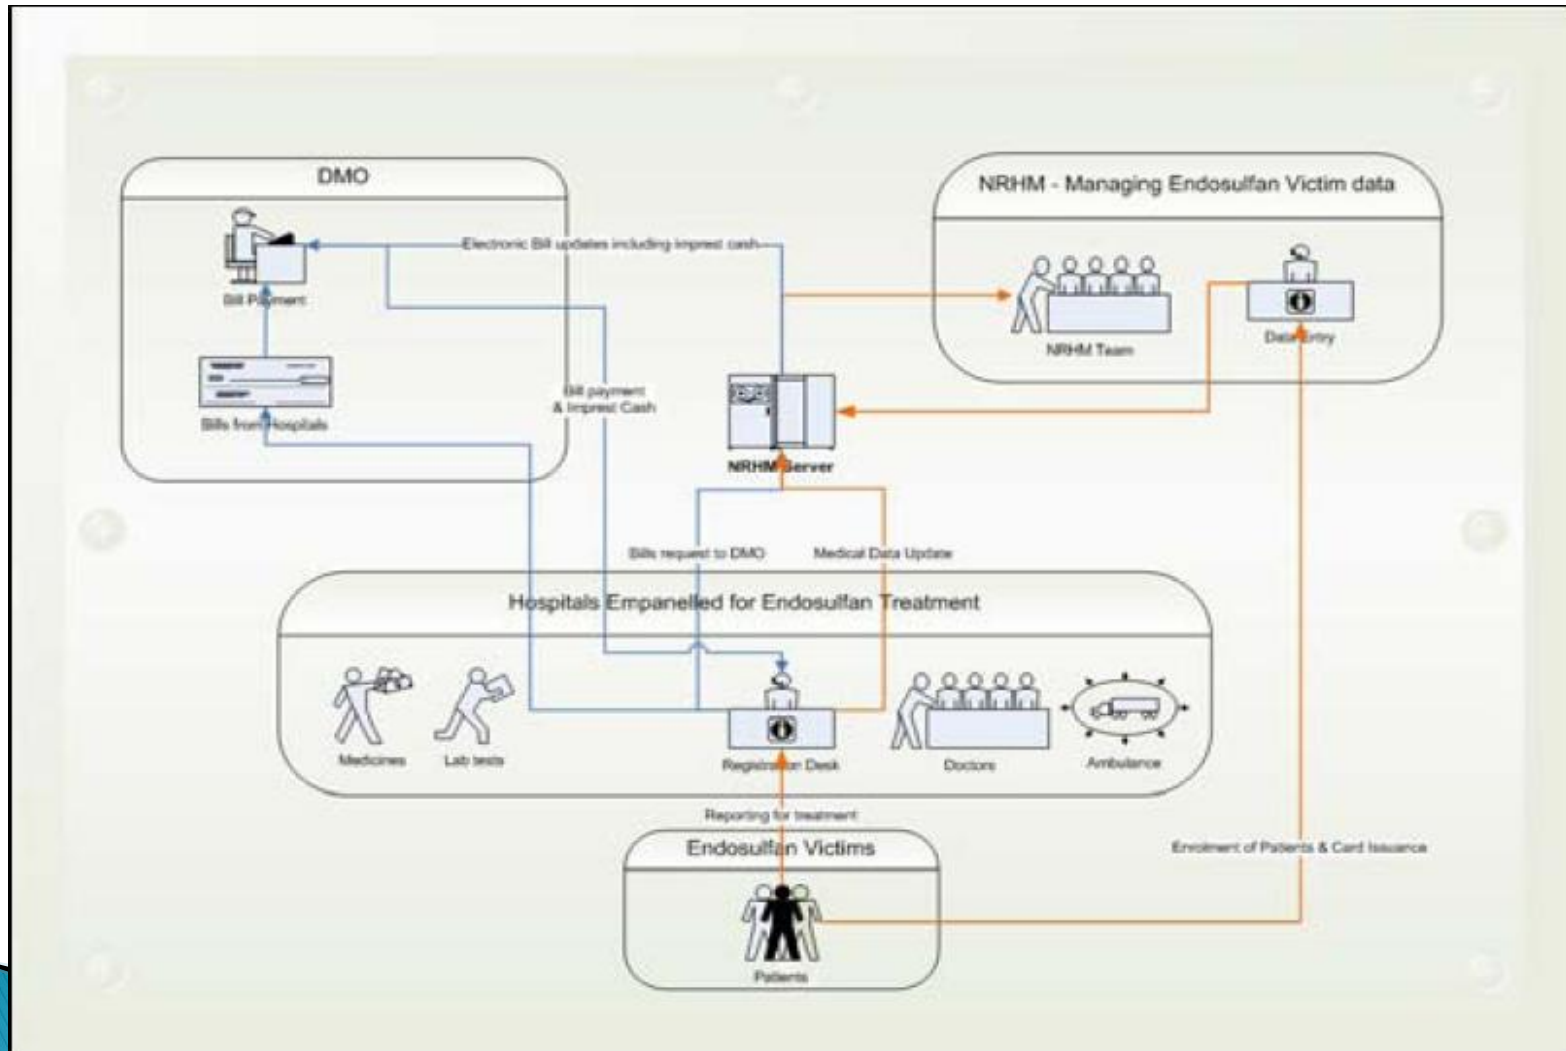 DMO
NRHM - Managing Endosulfan Victim data
Electronic Bill updates including Imprest cash
Bill Payment
NRHM Team
Data Entry
Bill payment
& Imprest Cash
Bills from Hospitals
NRHM Server
Bills request to DMO
Medical Data Update
Hospitals Empanelled for Endosulfan Treatment
Medicines
Lab tests
Registration Desk
Doctors
Ambulance
Reporting for treatment
Endosulfan Victims
Enrolment of Patients & Card Issuance
Patients